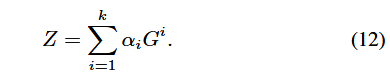 Z = \sum_{i=1}^{k} \alpha_i G^i. (12)